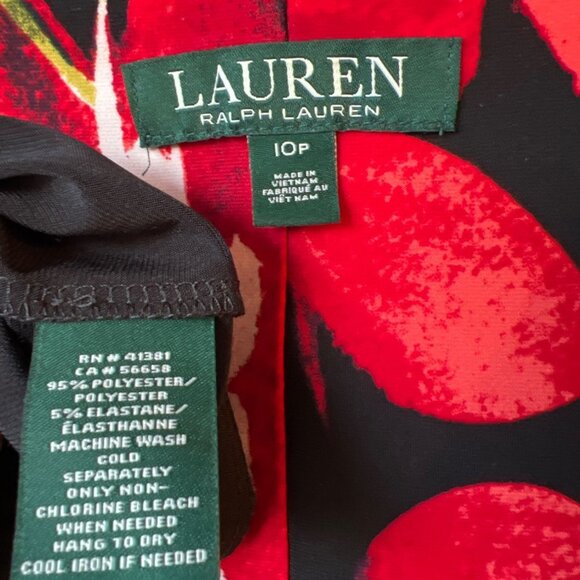 LAUREN
RALPH LAUREN
10P
MADE IN
VIETNAM
FABRIQUÉ AU
VIÊT NAM
RN # 41381
CA # 56658
95% POLYESTER/
POLYESTER
5% ELASTANE/
ÉLASTHANNE
MACHINE WASH
COLD
SEPARATELY
ONLY NON-
CHLORINE BLEACH
WHEN NEEDED
HANG TO DRY
COOL IRON IF NEEDED